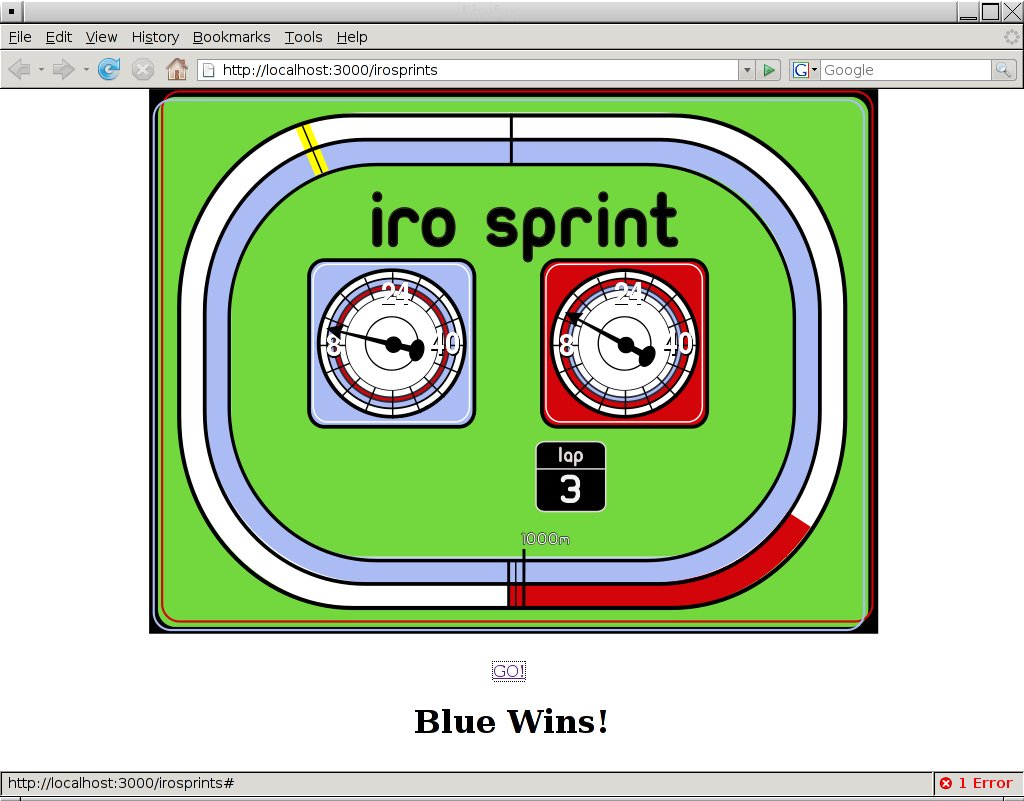 File Edit View History Bookmarks Tools Help
http://localhost:3000/irosprints
Google
iro sprint
24
8
40
24
8
40
lap
3
1000m
GO!
Blue Wins!
http://localhost:3000/irosprints#
1 Error